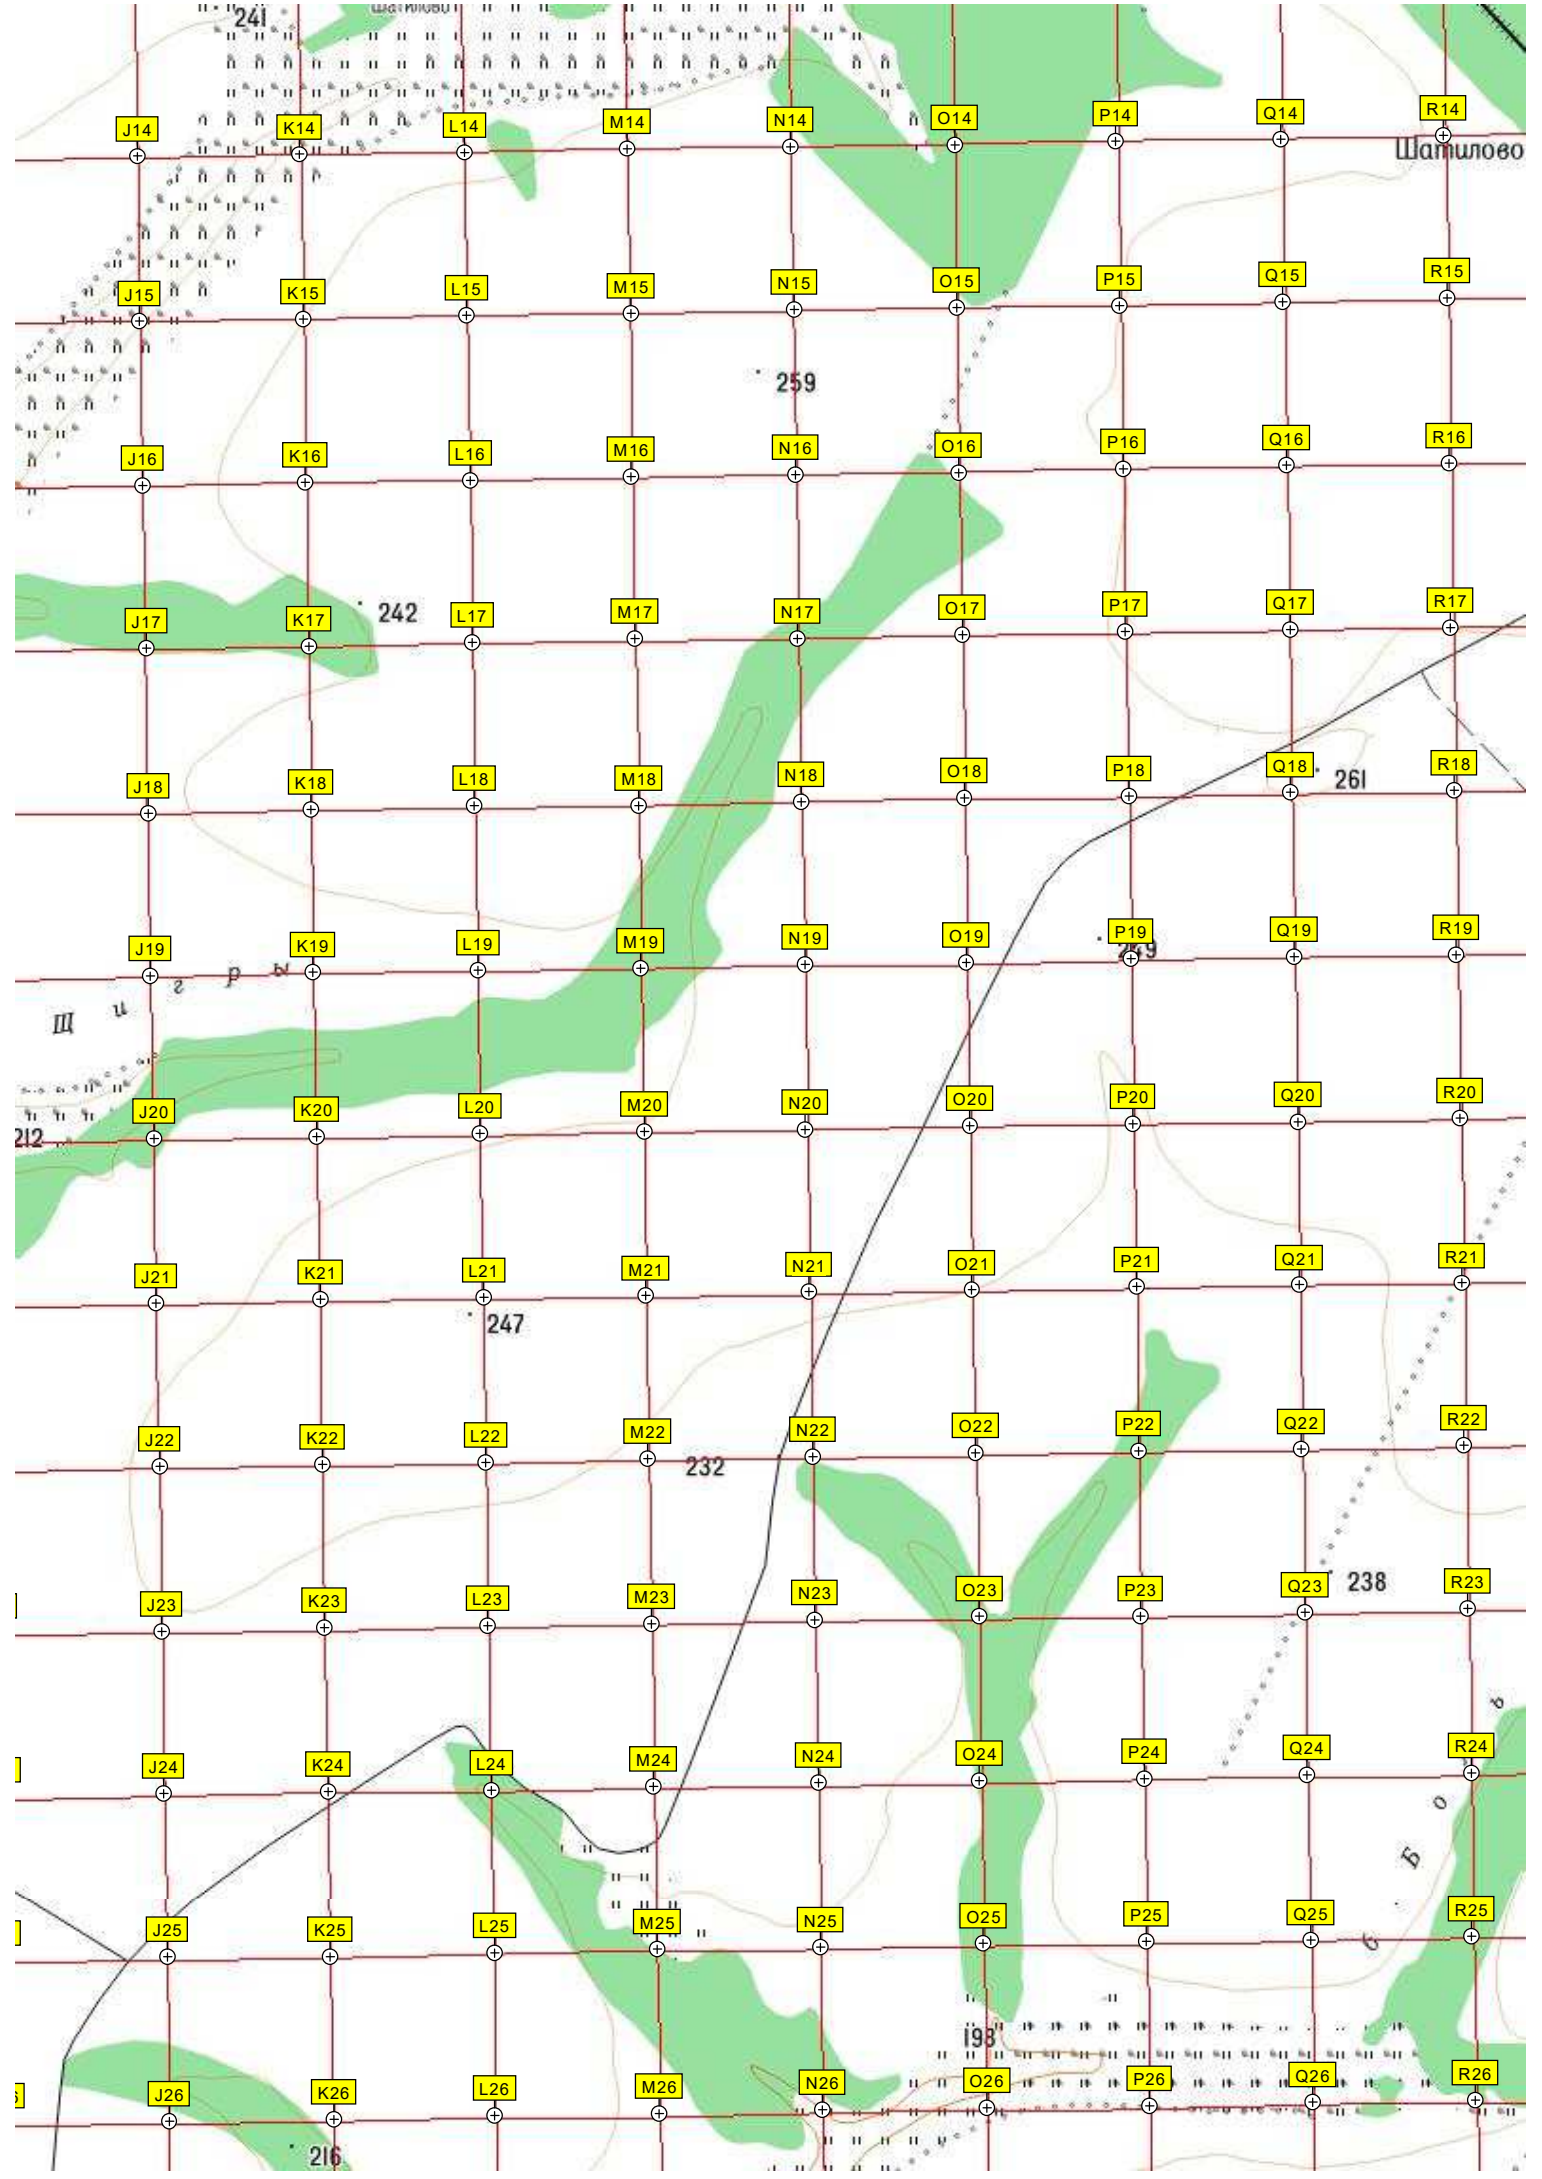 241
Шатилово
J14 K14 L14 M14 N14 O14 P14 Q14 R14
Шатилово
J15 K15 L15 M15 N15 O15 P15 Q15 R15
259
J16 K16 L16 M16 N16 O16 P16 Q16 R16
242
J17 K17 L17 M17 N17 O17 P17 Q17 R17
J18 K18 L18 M18 N18 O18 P18 Q18 R18
261
J19 K19 L19 M19 N19 O19 P19 Q19 R19
249
Щигры
J20 K20 L20 M20 N20 O20 P20 Q20 R20
212
J21 K21 L21 M21 N21 O21 P21 Q21 R21
247
J22 K22 L22 M22 N22 O22 P22 Q22 R22
232
238
J23 K23 L23 M23 N23 O23 P23 Q23 R23
J24 K24 L24 M24 N24 O24 P24 Q24 R24
б. Боль
J25 K25 L25 M25 N25 O25 P25 Q25 R25
198
J26 K26 L26 M26 N26 O26 P26 Q26 R26
216